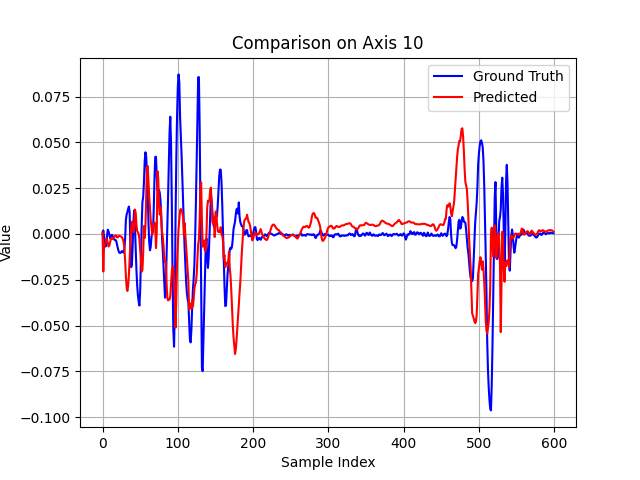 Comparison on Axis 10
Ground Truth
Predicted
0.075
0.050
0.025
0.000
−0.025
−0.050
−0.075
−0.100
Value
0 100 200 300 400 500 600
Sample Index